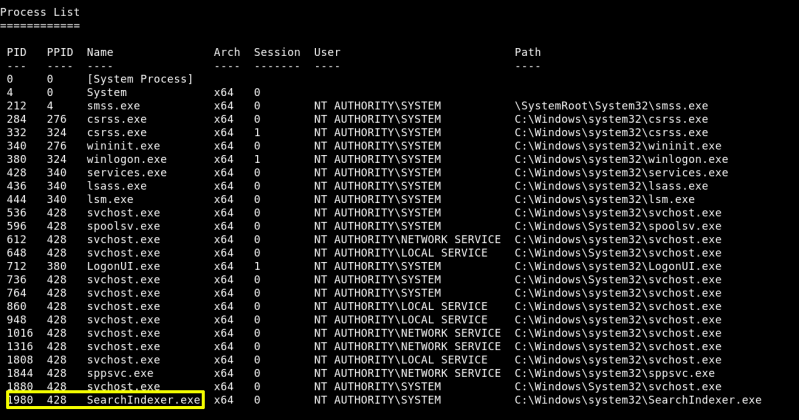 Process List
============
PID PPID Name Arch Session User Path
--- ---- ---- ---- ------- ---- ----
0 0 [System Process]
4 0 System x64 0
212 4 smss.exe x64 0 NT AUTHORITY\SYSTEM \SystemRoot\System32\smss.exe
284 276 csrss.exe x64 0 NT AUTHORITY\SYSTEM C:\Windows\system32\csrss.exe
332 324 csrss.exe x64 1 NT AUTHORITY\SYSTEM C:\Windows\system32\csrss.exe
340 276 wininit.exe x64 0 NT AUTHORITY\SYSTEM C:\Windows\system32\wininit.exe
380 324 winlogon.exe x64 1 NT AUTHORITY\SYSTEM C:\Windows\system32\winlogon.exe
428 340 services.exe x64 0 NT AUTHORITY\SYSTEM C:\Windows\system32\services.exe
436 340 lsass.exe x64 0 NT AUTHORITY\SYSTEM C:\Windows\system32\lsass.exe
444 340 lsm.exe x64 0 NT AUTHORITY\SYSTEM C:\Windows\system32\lsm.exe
536 428 svchost.exe x64 0 NT AUTHORITY\SYSTEM C:\Windows\system32\svchost.exe
596 428 spoolsv.exe x64 0 NT AUTHORITY\SYSTEM C:\Windows\System32\spoolsv.exe
612 428 svchost.exe x64 0 NT AUTHORITY\NETWORK SERVICE C:\Windows\system32\svchost.exe
648 428 svchost.exe x64 0 NT AUTHORITY\LOCAL SERVICE C:\Windows\System32\svchost.exe
712 380 LogonUI.exe x64 1 NT AUTHORITY\SYSTEM C:\Windows\system32\LogonUI.exe
736 428 svchost.exe x64 0 NT AUTHORITY\SYSTEM C:\Windows\System32\svchost.exe
764 428 svchost.exe x64 0 NT AUTHORITY\SYSTEM C:\Windows\system32\svchost.exe
860 428 svchost.exe x64 0 NT AUTHORITY\LOCAL SERVICE C:\Windows\system32\svchost.exe
948 428 svchost.exe x64 0 NT AUTHORITY\LOCAL SERVICE C:\Windows\system32\svchost.exe
1016 428 svchost.exe x64 0 NT AUTHORITY\NETWORK SERVICE C:\Windows\system32\svchost.exe
1316 428 svchost.exe x64 0 NT AUTHORITY\NETWORK SERVICE C:\Windows\system32\svchost.exe
1808 428 svchost.exe x64 0 NT AUTHORITY\LOCAL SERVICE C:\Windows\system32\svchost.exe
1844 428 sppsvc.exe x64 0 NT AUTHORITY\NETWORK SERVICE C:\Windows\system32\sppsvc.exe
1880 428 svchost.exe x64 0 NT AUTHORITY\SYSTEM C:\Windows\System32\svchost.exe
1980 428 SearchIndexer.exe x64 0 NT AUTHORITY\SYSTEM C:\Windows\system32\SearchIndexer.exe